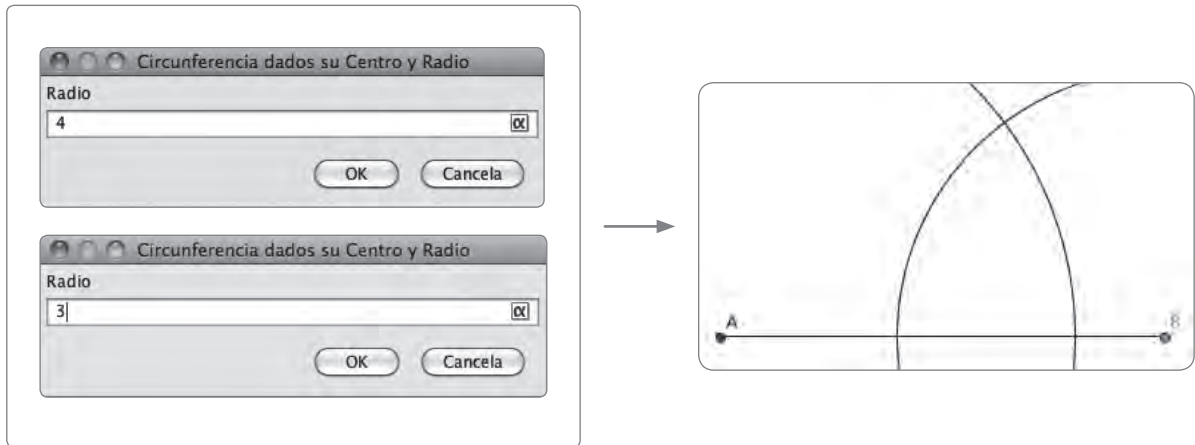 Circunferencia dados su Centro y Radio
Radio
4
α
OK
Cancela
Circunferencia dados su Centro y Radio
Radio
3
α
OK
Cancela
A
B